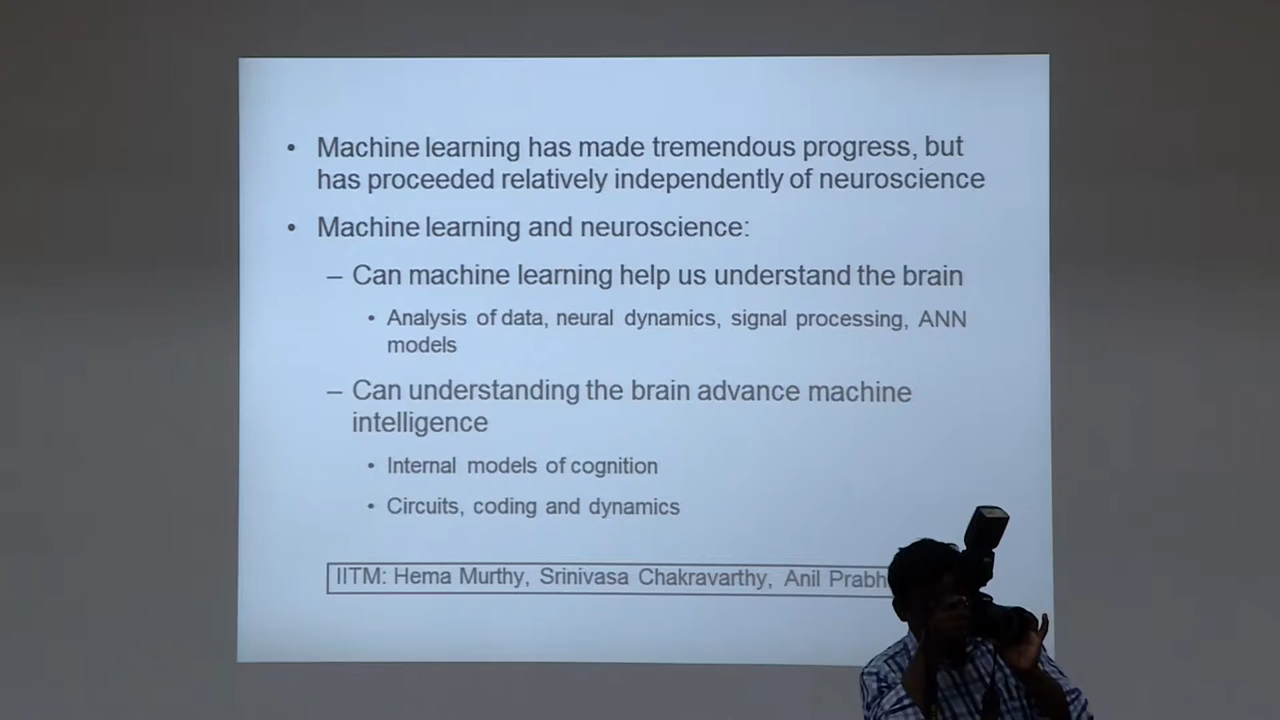 • Machine learning has made tremendous progress, but
has proceeded relatively independently of neuroscience
• Machine learning and neuroscience:
– Can machine learning help us understand the brain
• Analysis of data, neural dynamics, signal processing, ANN
models
– Can understanding the brain advance machine
intelligence
• Internal models of cognition
• Circuits, coding and dynamics
IITM: Hema Murthy, Srinivasa Chakravarthy, Anil